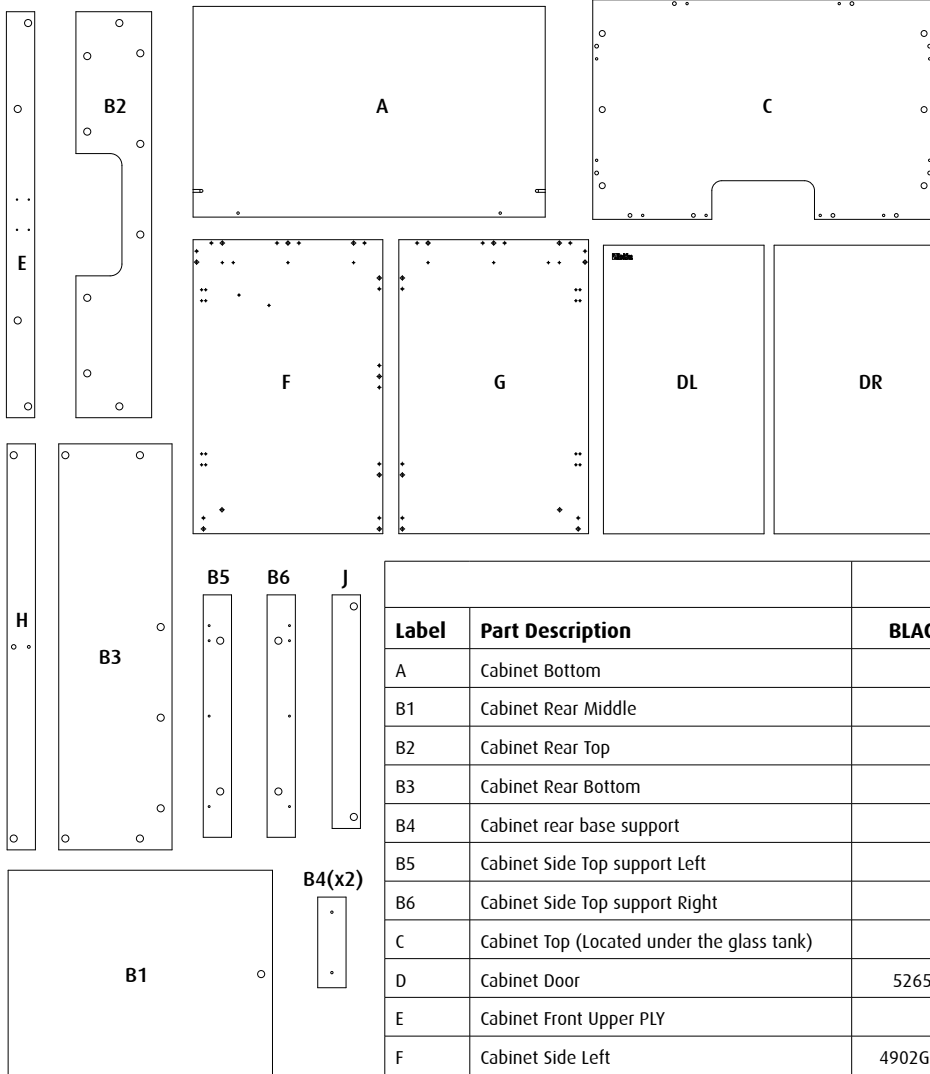 B2
A
C
E
F
G
DL
DR
H
B3
B5 B6 J
B4(x2)
B1
Label Part Description BLAC
A Cabinet Bottom
B1 Cabinet Rear Middle
B2 Cabinet Rear Top
B3 Cabinet Rear Bottom
B4 Cabinet rear base support
B5 Cabinet Side Top support Left
B6 Cabinet Side Top support Right
C Cabinet Top (Located under the glass tank)
D Cabinet Door 5265
E Cabinet Front Upper PLY
F Cabinet Side Left 4902G